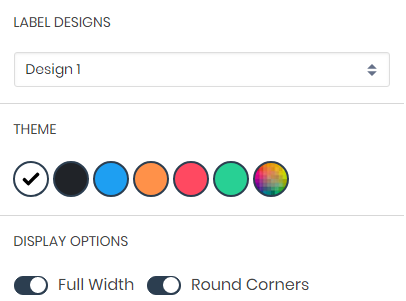 LABEL DESIGNS
Design 1
THEME
DISPLAY OPTIONS
Full Width Round Corners